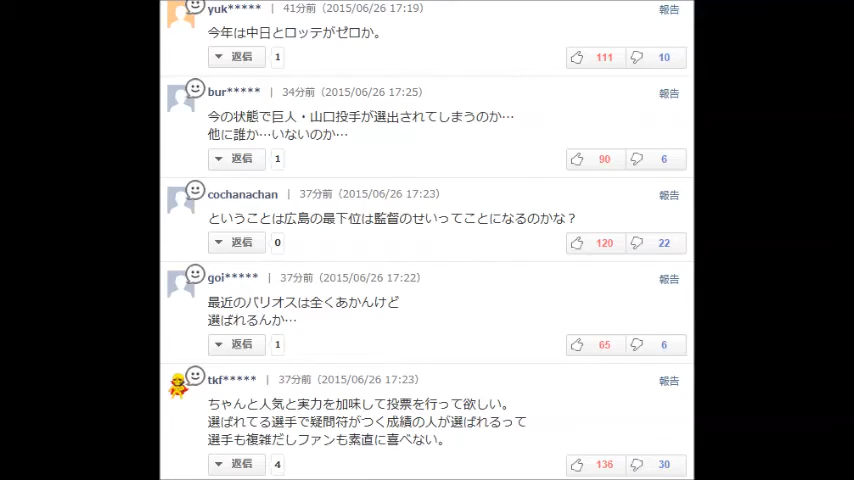 yuk***** | 41分前（2015/06/26 17:19） 報告
今年は中日とロッテがゼロか。
返信 1 111 10
bur***** | 34分前（2015/06/26 17:25） 報告
今の状態で巨人・山口投手が選出されてしまうのか…
他に誰か…いないのか…
返信 1 90 6
cochanachan | 37分前（2015/06/26 17:23） 報告
ということは広島の最下位は監督のせいってことになるのかな？
返信 0 120 22
goi***** | 37分前（2015/06/26 17:22） 報告
最近のバリオスは全くあかんけど
選ばれるんか…
返信 1 65 6
tkf***** | 37分前（2015/06/26 17:23） 報告
ちゃんと人気と実力を加味して投票を行って欲しい。
選ばれてる選手で疑問符がつく成績の人が選ばれるって
選手も複雑だしファンも素直に喜べない。
返信 4 136 30